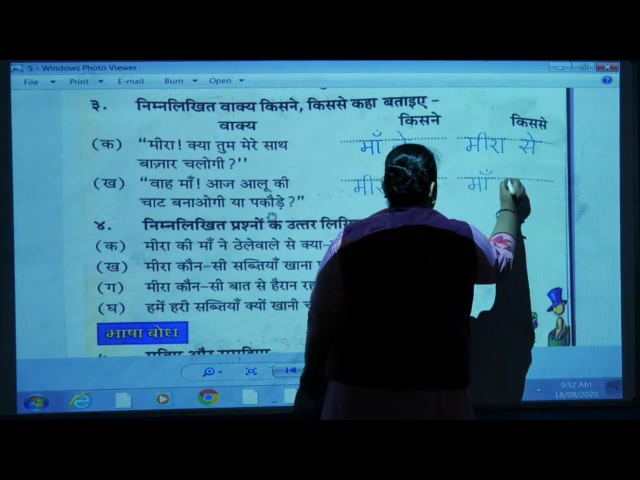 5 - Windows Photo Viewer
File Print E-mail Burn Open
३. निम्नलिखित वाक्य किसने, किससे कहा बताइए –
वाक्य किसने किससे
(क) “मीरा! क्या तुम मेरे साथ माँ ने मीरा से
बाज़ार चलोगी?’’
(ख) “वाह माँ! आज आलू की माँ
चाट बनाओगी या पकौड़े?”
४. निम्नलिखित प्रश्नों के उत्तर
(क) मीरा की माँ ने ठेलेवाले से क्या-
(ख) मीरा कौन-सी सब्ज़ियाँ खाना
(ग) मीरा कौन-सी बात से हैरान
(घ) हमें हरी सब्ज़ियाँ क्यों खानी
भाषा बोध
9:52 AM
18/09/2020